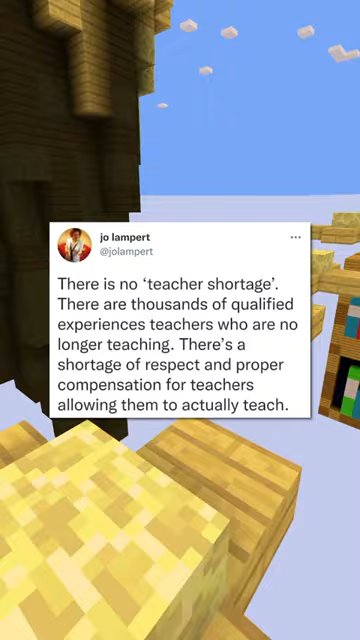 jo lampert
@jolampert
There is no ‘teacher shortage’.
There are thousands of qualified
experiences teachers who are no
longer teaching. There's a
shortage of respect and proper
compensation for teachers
allowing them to actually teach.